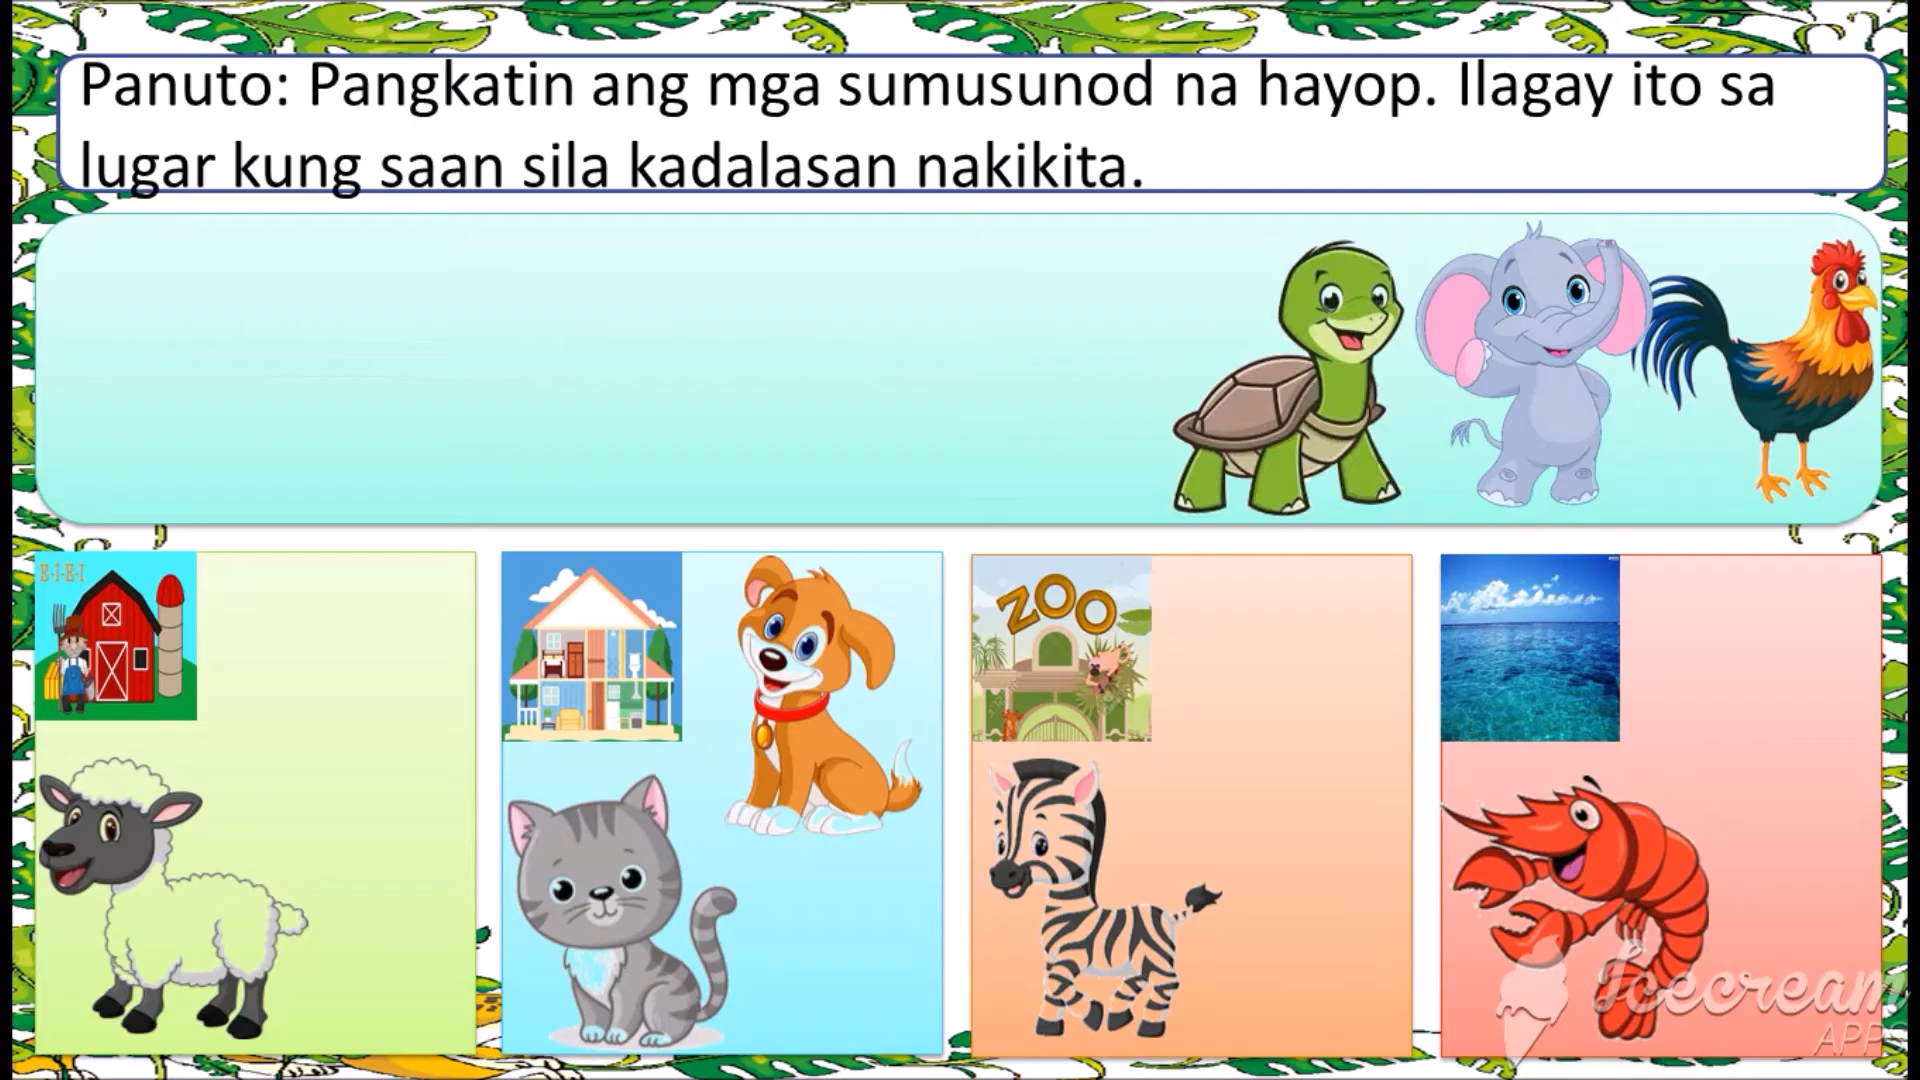 Panuto: Pangkatin ang mga sumusunod na hayop. Ilagay ito sa
lugar kung saan sila kadalasan nakikita.
E-I-E-I
ZOO
Icecream
APPS